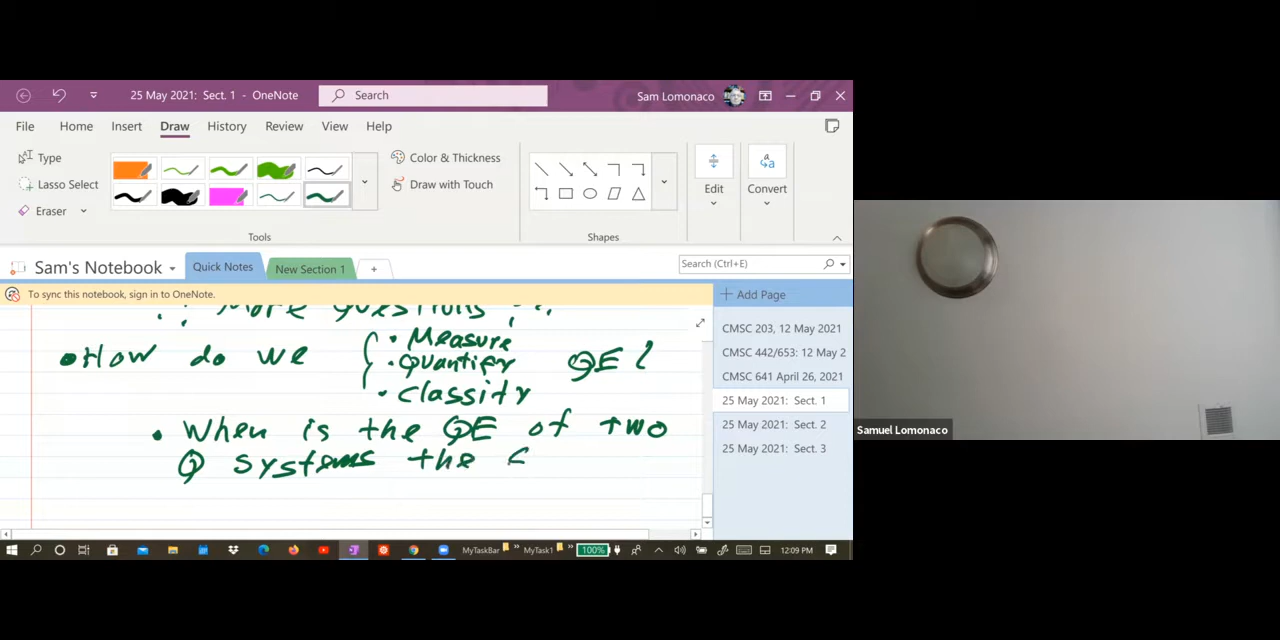 25 May 2021: Sect. 1 - OneNote
Search
Sam Lomonaco
File Home Insert Draw History Review View Help
Type
Lasso Select
Eraser
Color & Thickness
Draw with Touch
Edit
Convert
Tools
Shapes
Sam's Notebook
Quick Notes
New Section 1
Search (Ctrl+E)
To sync this notebook, sign in to OneNote.
Add Page
CMSC 203, 12 May 2021
CMSC 442/653: 12 May 2
CMSC 641 April 26, 2021
25 May 2021: Sect. 1
25 May 2021: Sect. 2
25 May 2021: Sect. 3
More Questions
• How do we
• Measure
• Quantify
• Classify
QE ?
• When is the QE of two
Q systems the
Samuel Lomonaco
MyTaskBar » MyTask1 » 100% 12:09 PM